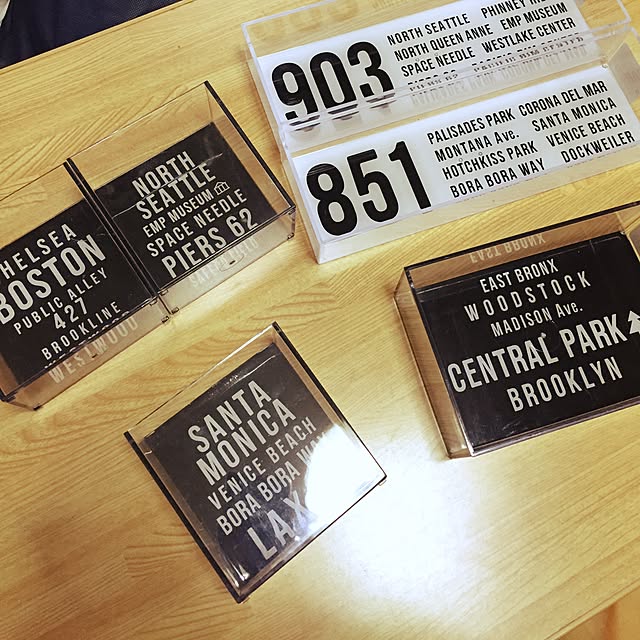 903
NORTH SEATTLE PHINNEY
NORTH QUEEN ANNE EMP MUSEUM
SPACE NEEDLE WESTLAKE CENTER
851
PALISADES PARK CORONA DEL MAR
MONTANA Ave. SANTA MONICA
HOTCHKISS PARK VENICE BEACH
BORA BORA WAY DOCKWEILER
NORTH
SEATTLE
EMP MUSEUM
SPACE NEEDLE
PIERS 62
HELSEA
BOSTON
PUBLIC ALLEY
427
BROOKLINE
WESTWOOD
EAST BRONX
WOODSTOCK
MADISON Ave.
CENTRAL PARK
BROOKLYN
SANTA
MONICA
VENICE BEACH
BORA BORA WAY
LAX